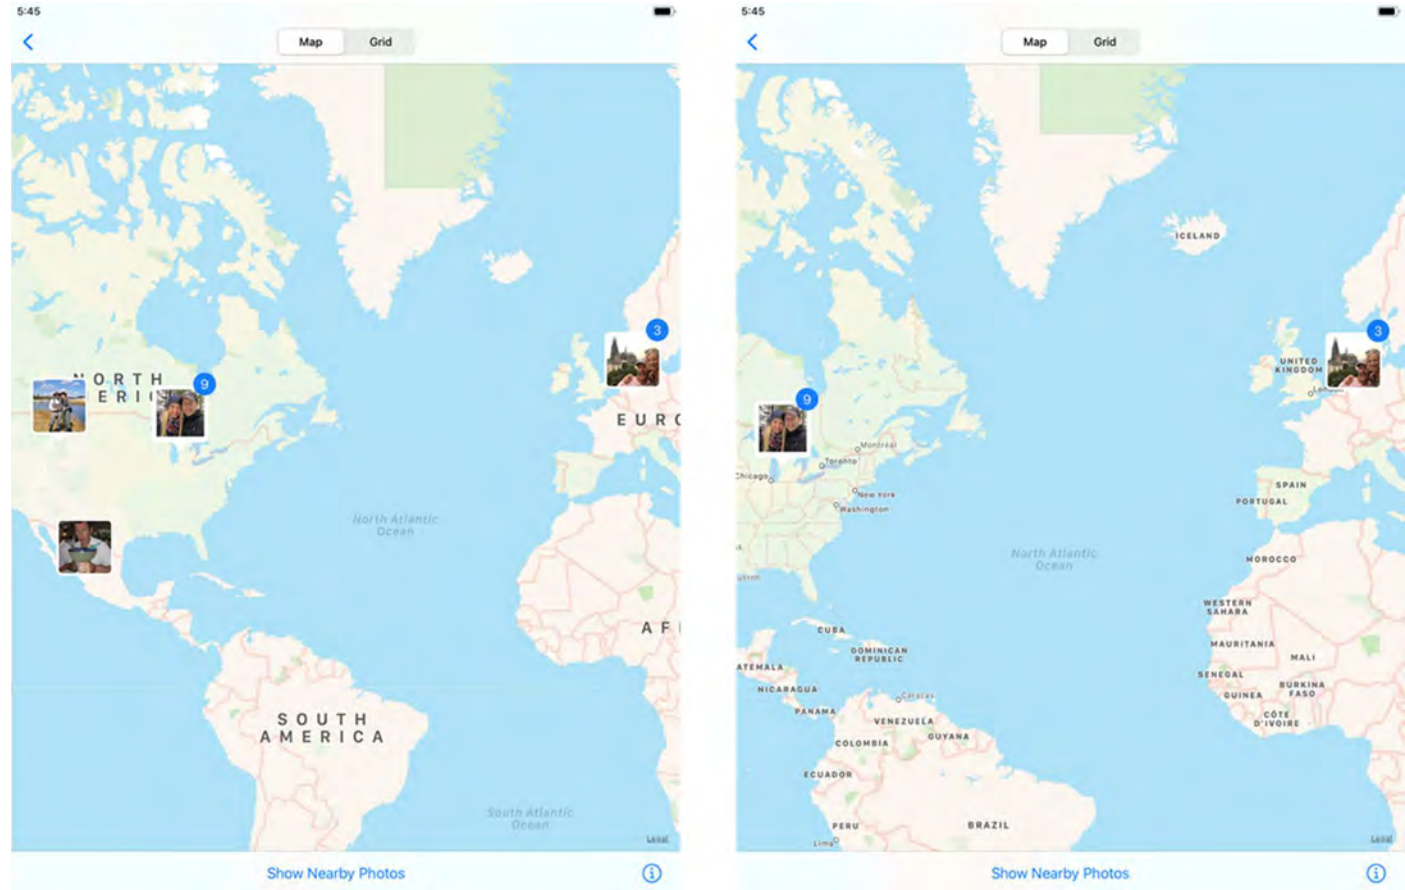 5:45
Map Grid
3
9
NORTH
ERI
EURO
North Atlantic
Ocean
AF
SOUTH
AMERICA
South Atlantic
Ocean
Legal
Show Nearby Photos
5:45
Map Grid
ICELAND
3
UNITED
KINGDOM
London
9
Montréal
Toronto
Chicago
New York
Washington
SPAIN
PORTUGAL
North Atlantic
Ocean
MOROCCO
WESTERN
SAHARA
CUBA
DOMINICAN
REPUBLIC
MAURITANIA
MALI
ATEMALA
SENEGAL
NICARAGUA
BURKINA
FASO
GUINEA
Caracas
PANAMA
CÔTE
D'IVOIRE
VENEZUELA
GUYANA
COLOMBIA
ECUADOR
PERU
BRAZIL
Lima
Legal
Show Nearby Photos